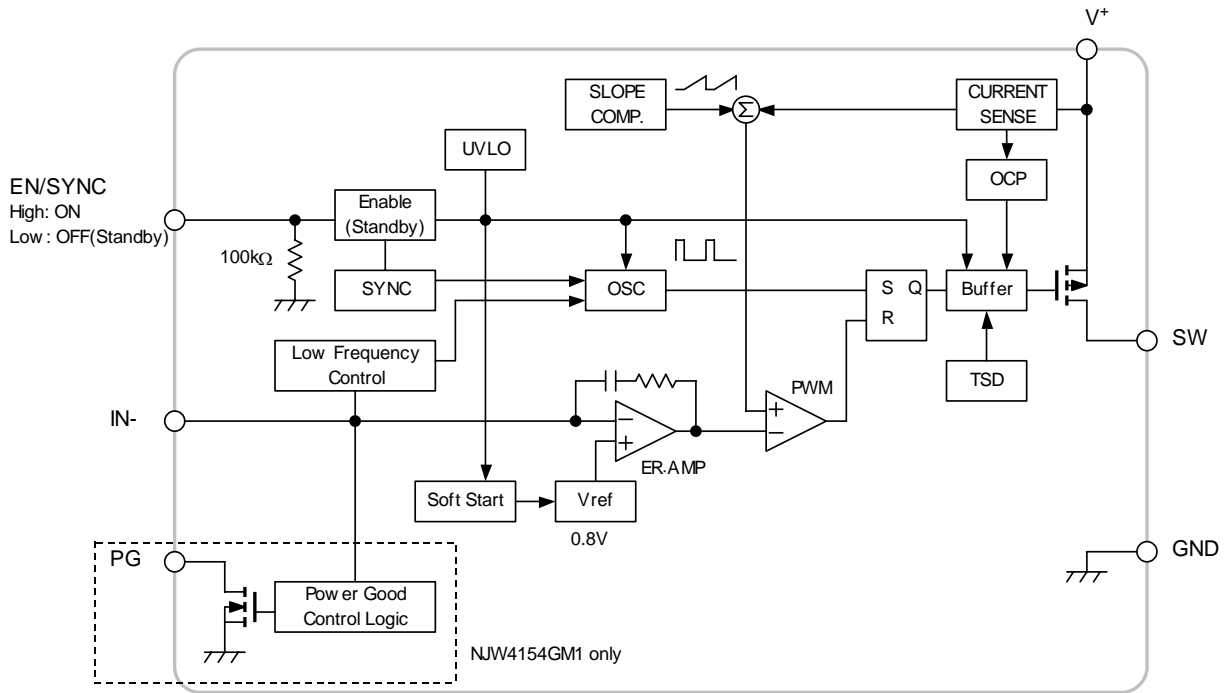 V+
SLOPE
COMP.
Σ
CURRENT
SENSE
UVLO
OCP
EN/SYNC
High: ON
Low : OFF(Standby)
Enable
(Standby)
100kΩ
SYNC
OSC
S Q
R
Buffer
SW
Low Frequency
Control
TSD
PWM
IN-
−
+
+
−
ER·AMP
Soft Start
Vref
0.8V
PG
GND
Power Good
Control Logic
NJW4154GM1 only